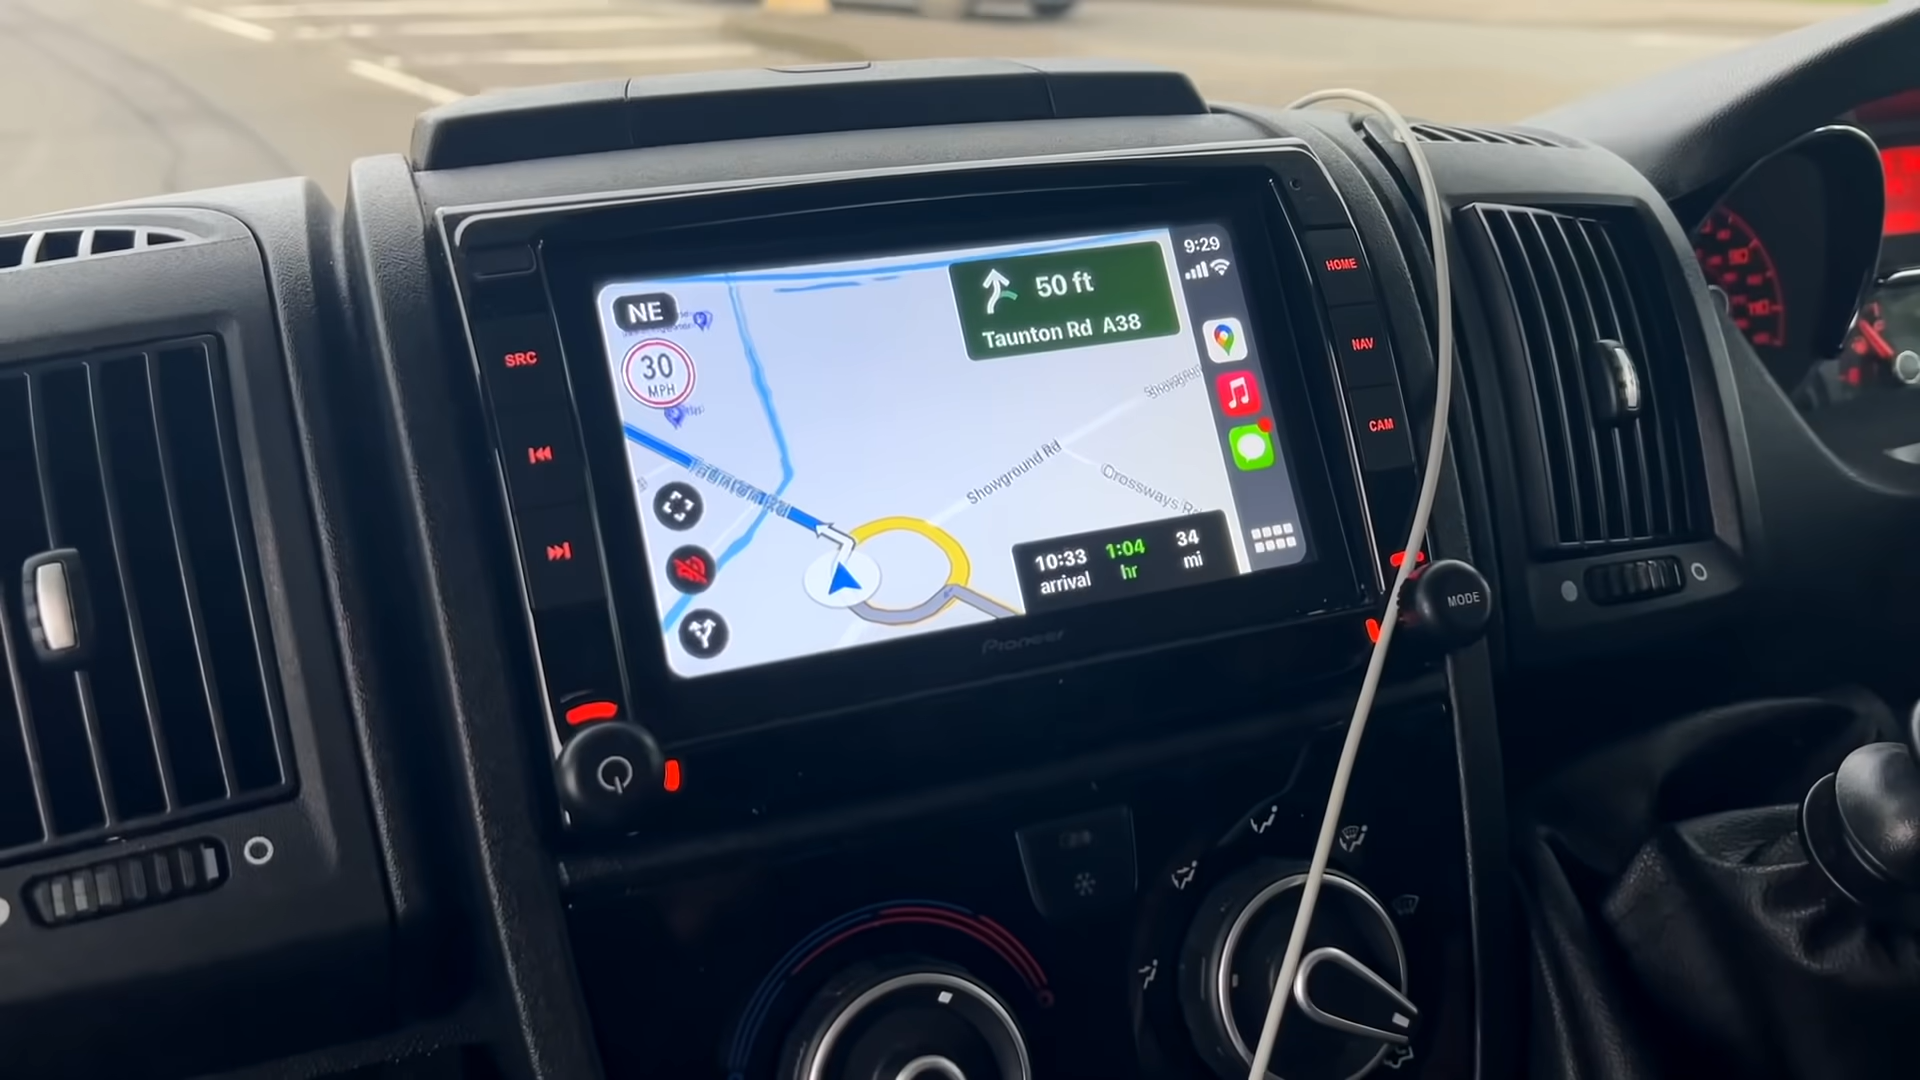 NE
30
MPH
50 ft
Taunton Rd A38
9:29
Showground Rd
Crossways Rd
10:33
arrival
1:04
hr
34
mi
SRC
HOME
NAV
CAM
MODE
Pioneer